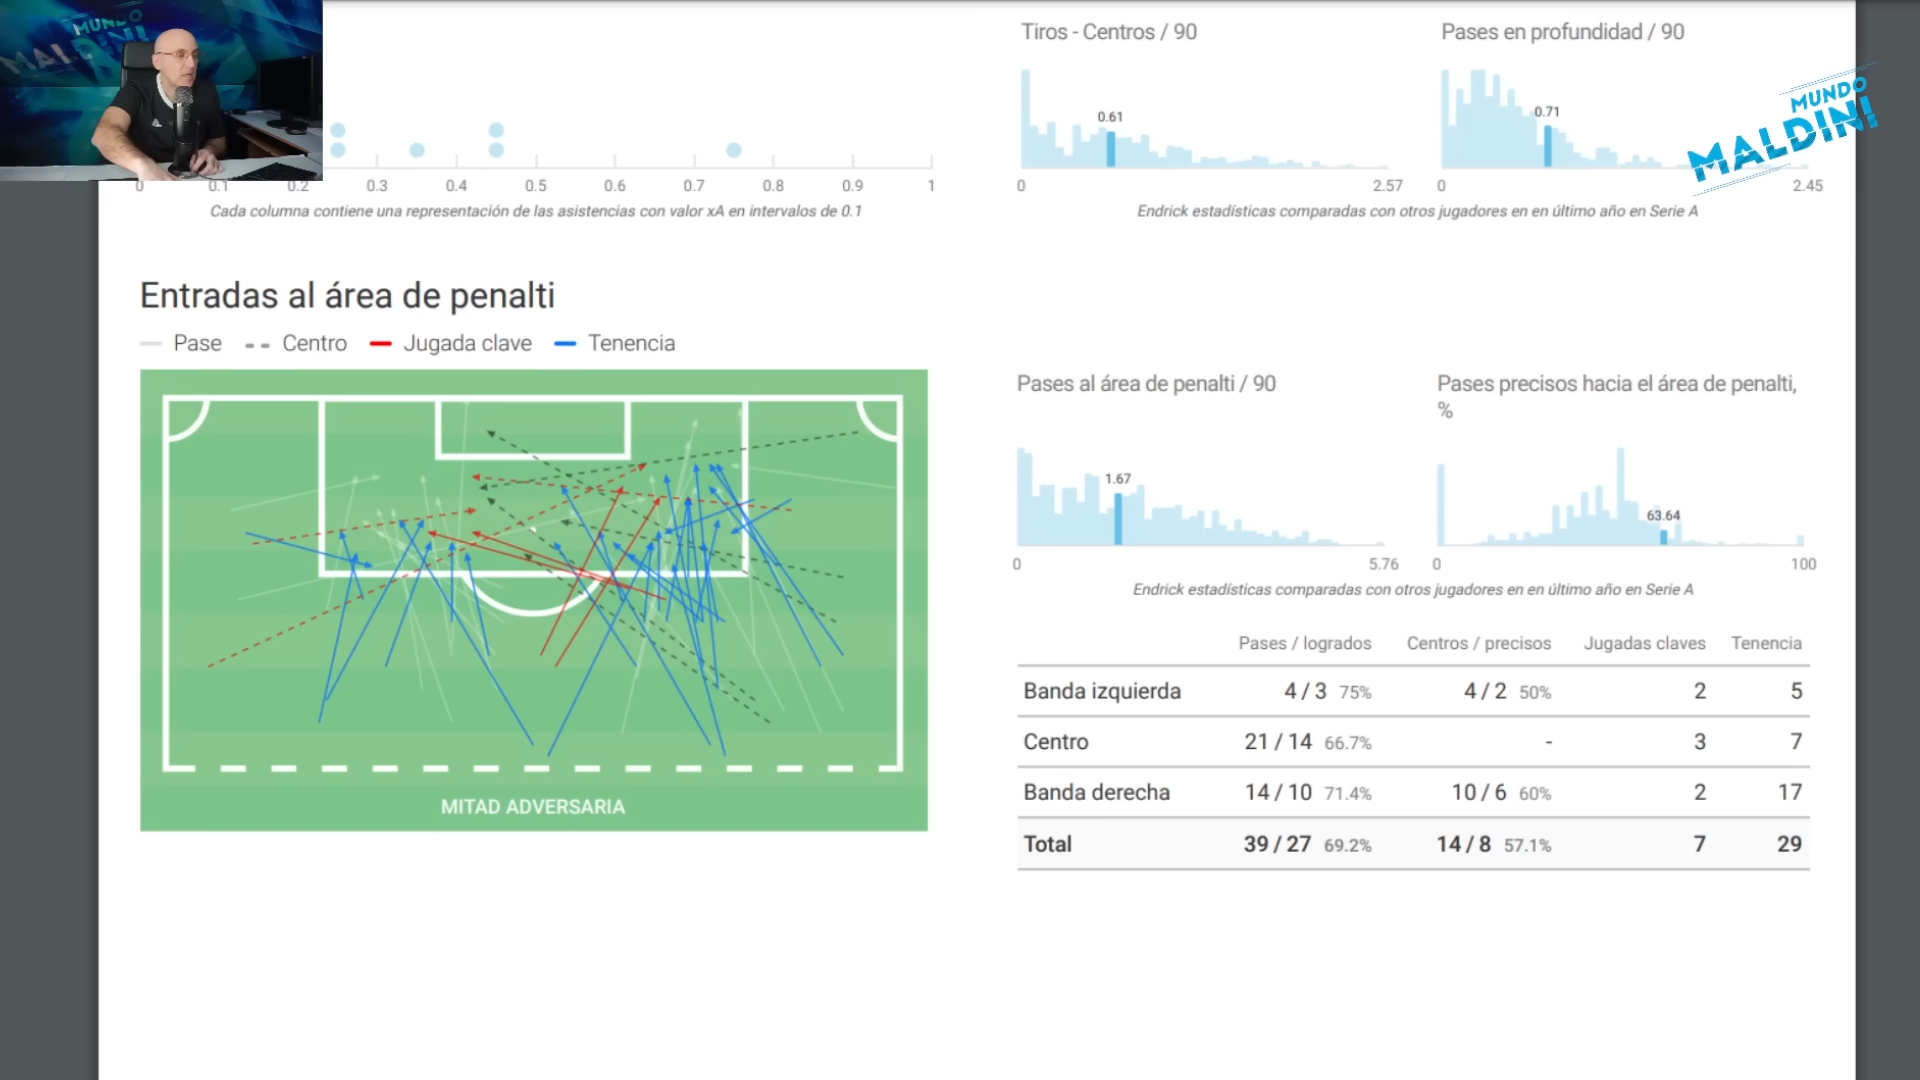 MUNDO
MALDINI
Tiros - Centros / 90
Pases en profundidad / 90
MUNDO
MALDINI
0.61
0.71
0 0.1 0.2 0.3 0.4 0.5 0.6 0.7 0.8 0.9 1
0 2.57
0 2.45
Cada columna contiene una representación de las asistencias con valor xA en intervalos de 0.1
Endrick estadísticas comparadas con otros jugadores en en último año en Serie A
Entradas al área de penalti
Pase Centro Jugada clave Tenencia
MITAD ADVERSARIA
Pases al área de penalti / 90
Pases precisos hacia el área de penalti,
%
1.67
63.64
0 5.76
0 100
Endrick estadísticas comparadas con otros jugadores en en último año en Serie A
Pases / logrados Centros / precisos Jugadas claves Tenencia
Banda izquierda 4 / 3 75% 4 / 2 50% 2 5
Centro 21 / 14 66.7% - 3 7
Banda derecha 14 / 10 71.4% 10 / 6 60% 2 17
Total 39 / 27 69.2% 14 / 8 57.1% 7 29